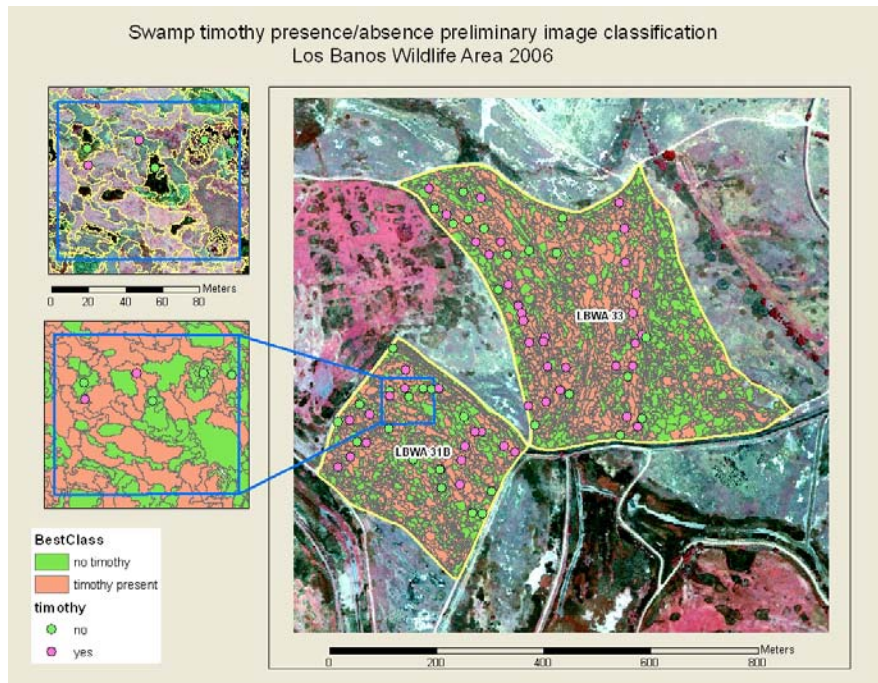 Swamp timothy presence/absence preliminary image classification
Los Banos Wildlife Area 2006
Meters
0 20 40 60 80
LBWA 33
LBWA 31B
BestClass
no timothy
timothy present
timothy
no
yes
Meters
0 200 400 600 800